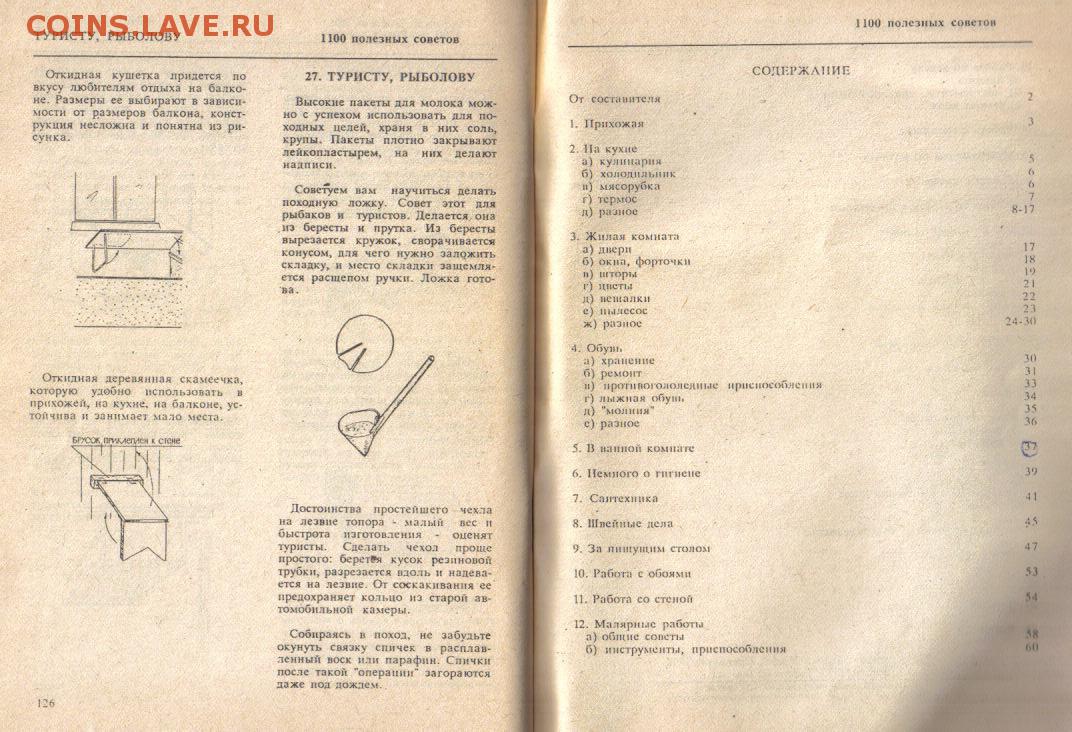 COINS.LAVE.RU
ТУРИСТУ, РЫБОЛОВУ
1100 полезных советов
Откидная кушетка придется по
вкусу любителям отдыха на балко-
не. Размеры ее выбирают в зависи-
мости от размеров балкона, конст-
рукция несложна и понятна из ри-
сунка.
Откидная деревянная скамеечка,
которую удобно использовать в
прихожей, на кухне, на балконе, ус-
тойчива и занимает мало места.
БРУСОК ПРИКЛЕПЛЕН К СТЕНЕ
126
27. ТУРИСТУ, РЫБОЛОВУ
Высокие пакеты для молока мож-
но с успехом использовать для по-
ходных целей, храня в них соль,
крупы. Пакеты плотно закрывают
лейкопластырем, на них делают
надписи.
Советуем вам научиться делать
походную ложку. Совет этот для
рыбаков и туристов. Делается она
из бересты и прутка. Из бересты
вырезается кружок, сворачивается
конусом, для чего нужно заложить
складку, и место складки защемля-
ется расщепом ручки. Ложка гото-
ва.
Достоинства простейшего чехла
на лезвие топора - малый вес и
быстрота изготовления - оценят
туристы. Сделать чехол проще
простого: берется кусок резиновой
трубки, разрезается вдоль и надева-
ется на лезвие. От соскакивания ее
предохраняет кольцо из старой ав-
томобильной камеры.
Собираясь в поход, не забудьте
окунуть связку спичек в расплав-
ленный воск или парафин. Спички
после такой "операции" загораются
даже под дождем.
1100 полезных советов
СОДЕРЖАНИЕ
От составителя 2
1. Прихожая 3
2. На кухне
а) кулинария 5
б) холодильник 6
в) мясорубка 6
г) термос 7
д) разное 8-17
3. Жилая комната
а) двери 17
б) окна, форточки 18
в) шторы 19
г) цветы 21
д) вешалки 22
е) пылесос 23
ж) разное 24-30
4. Обувь
а) хранение 30
б) ремонт 31
в) противогололедные приспособления 33
г) лыжная обувь 34
д) "молния" 35
е) разное 36
5. В ванной комнате 37
6. Немного о гигиене 39
7. Сантехника 41
8. Швейные дела 45
9. За пишущим столом 47
10. Работа с обоями 53
11. Работа со стеной 54
12. Малярные работы
а) общие советы 58
б) инструменты, приспособления 60